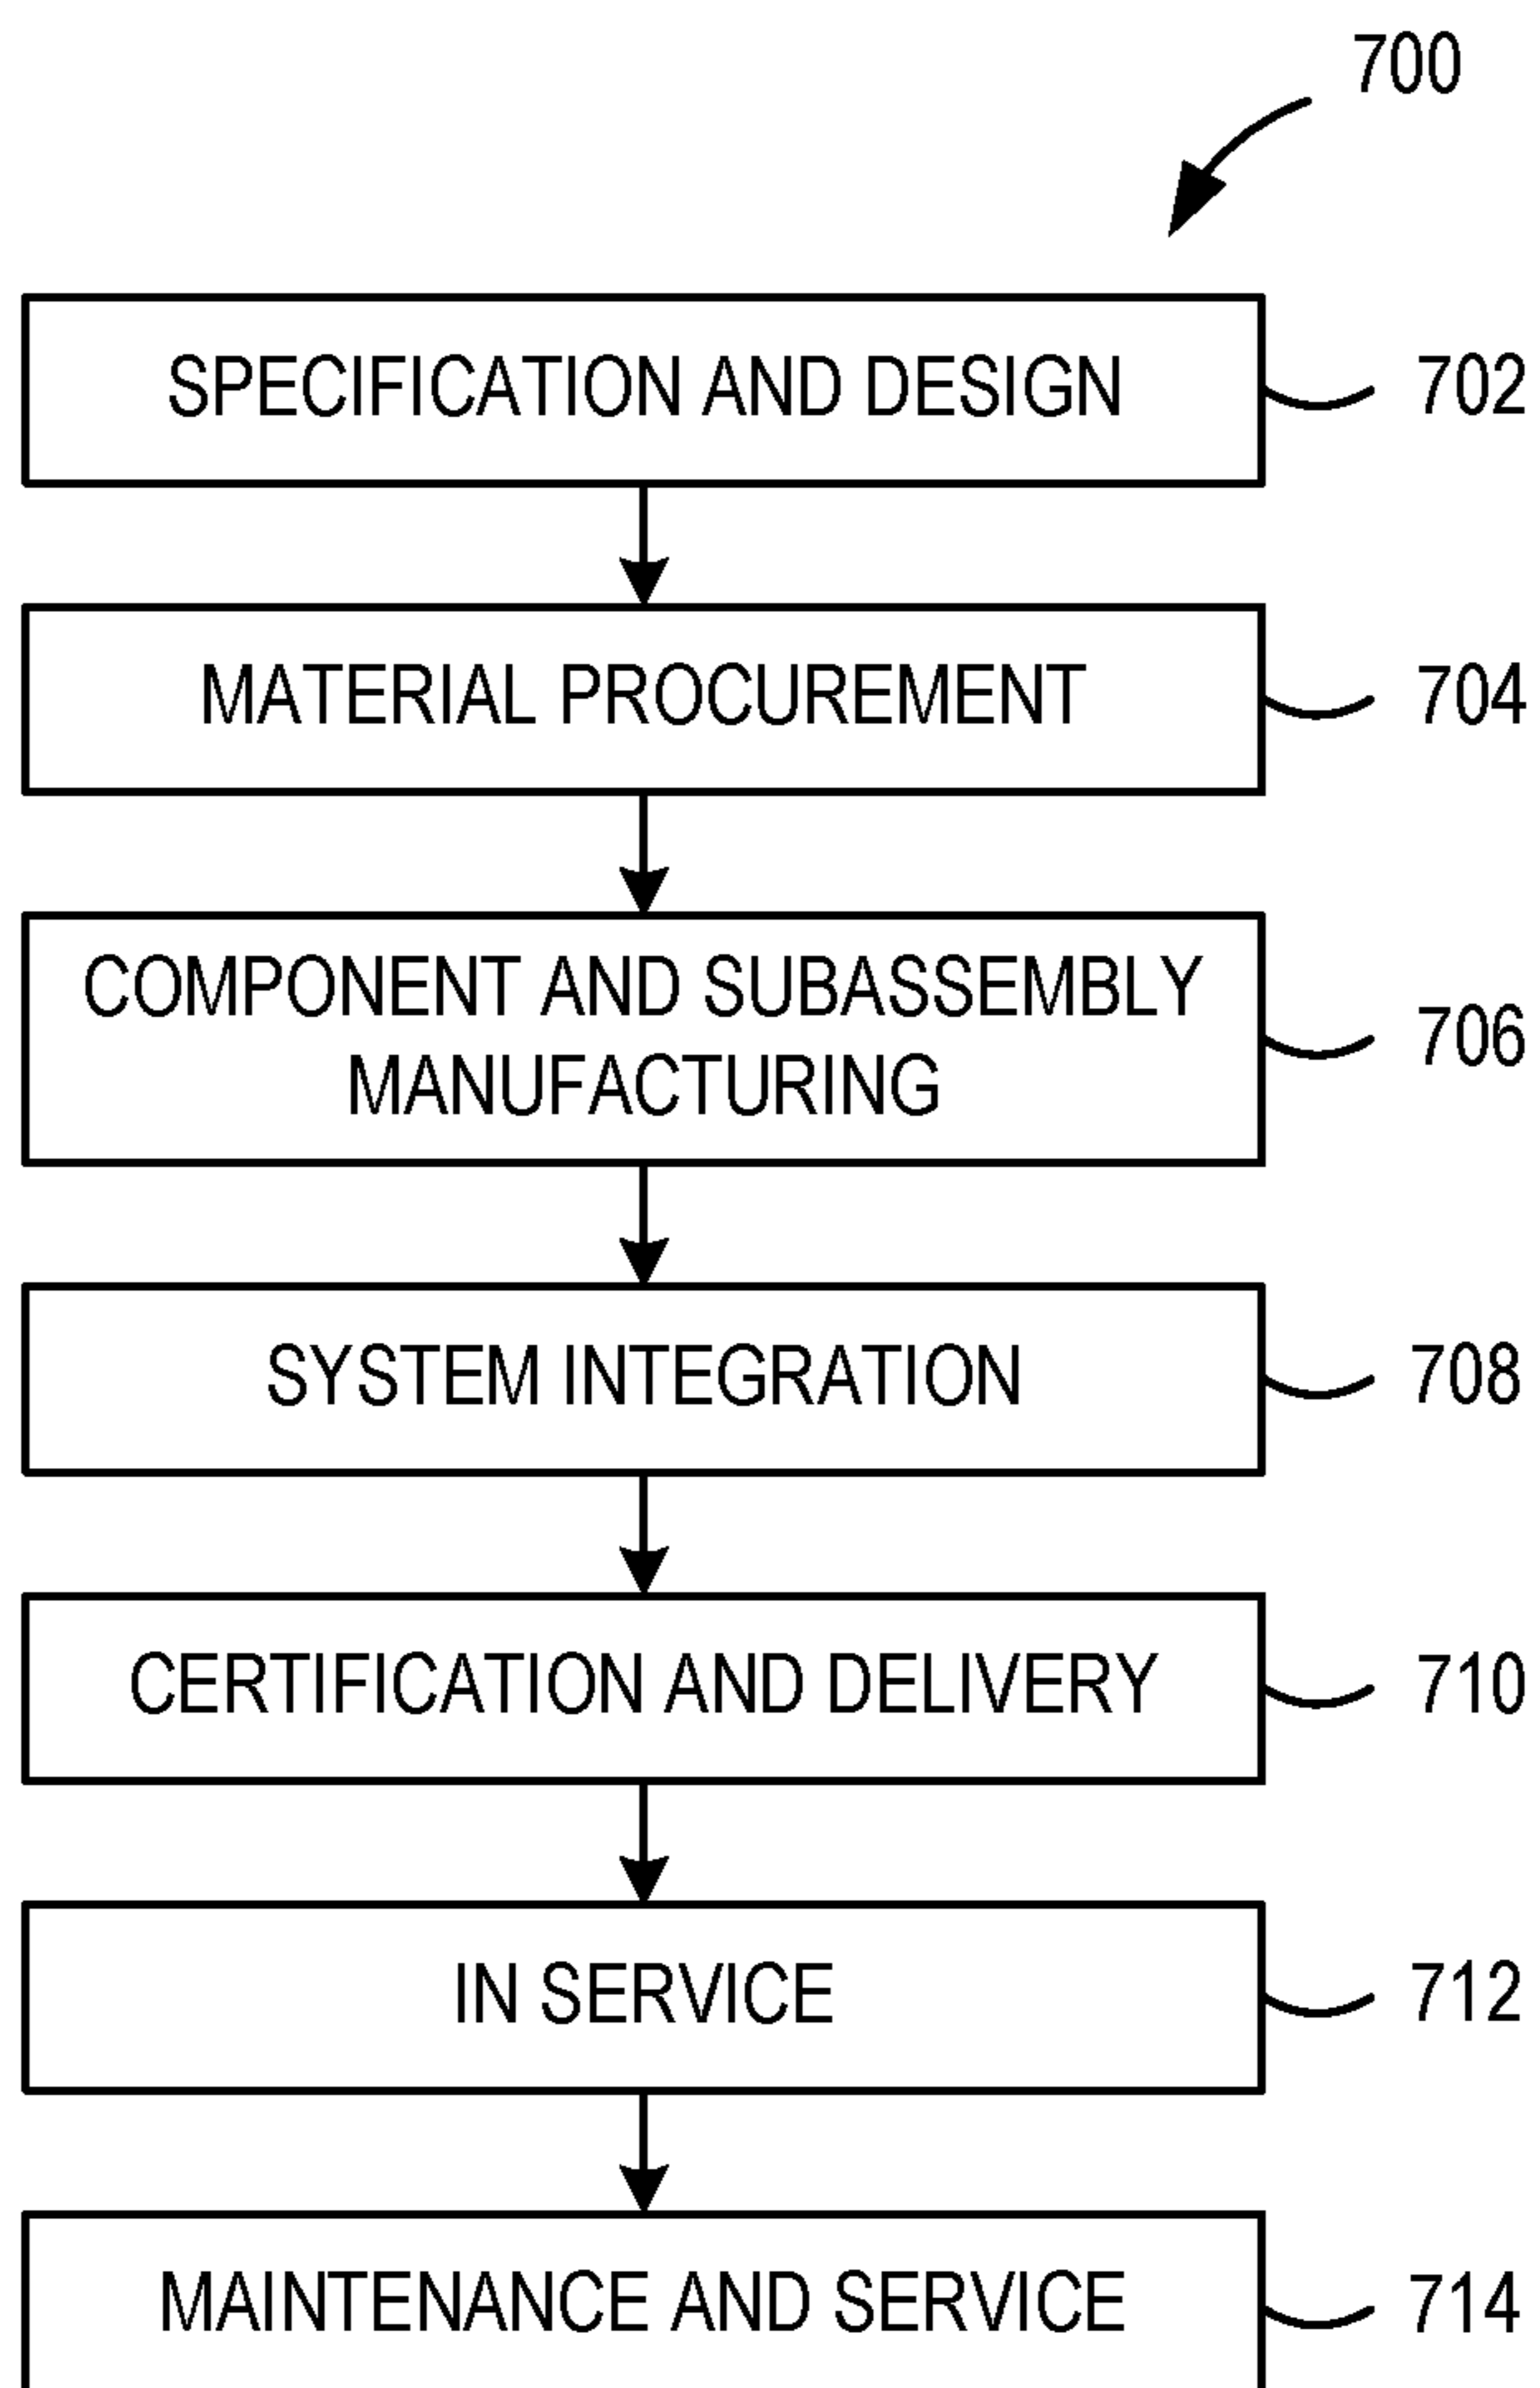 700
SPECIFICATION AND DESIGN
702
MATERIAL PROCUREMENT
704
COMPONENT AND SUBASSEMBLY
MANUFACTURING
706
SYSTEM INTEGRATION
708
CERTIFICATION AND DELIVERY
710
IN SERVICE
712
MAINTENANCE AND SERVICE
714